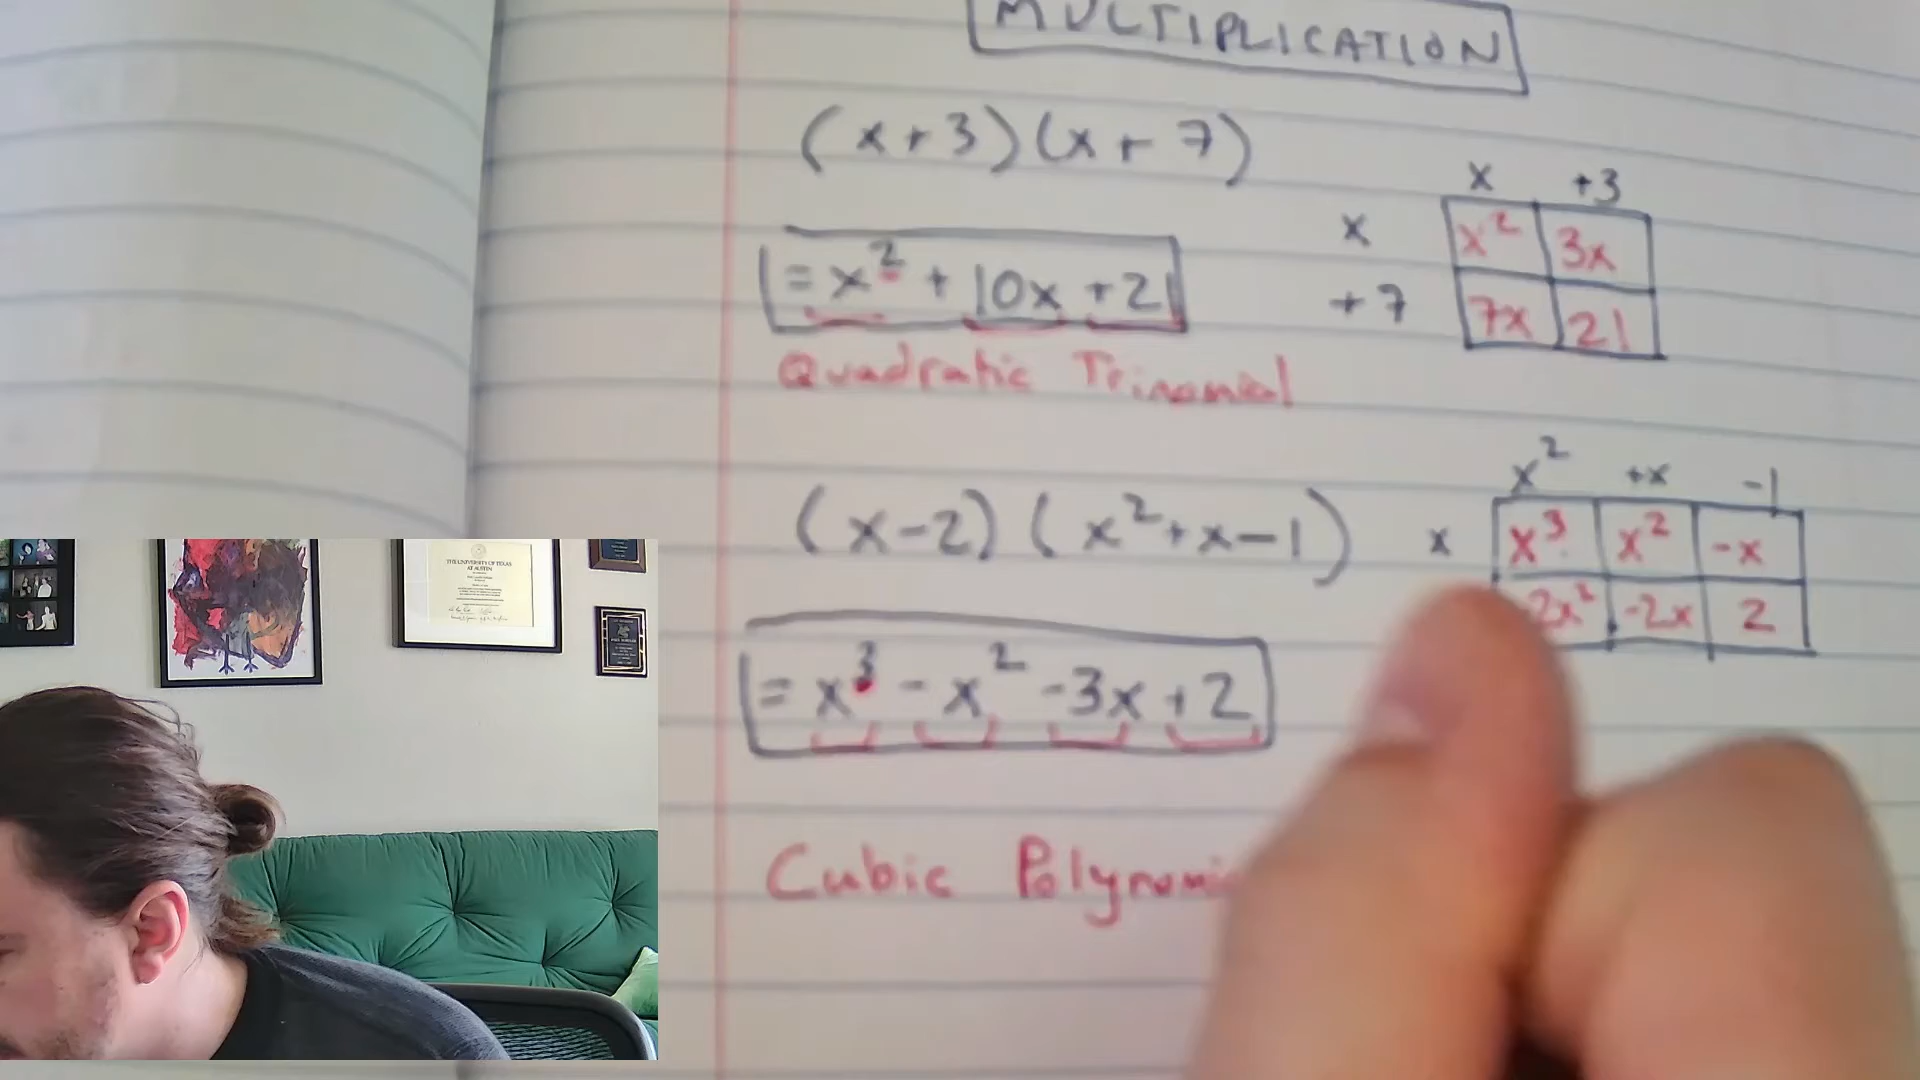 MULTIPLICATION
(x+3)(x+7)
x +3
x x² 3x
+7 7x 21
= x² + 10x + 21
Quadratic Trinomial
x² +x -1
(x-2)(x²+x-1)
x x³ x² -x
2x² -2x 2
= x³ - x² -3x +2
Cubic
THE UNIVERSITY OF TEXAS
AT AUSTIN